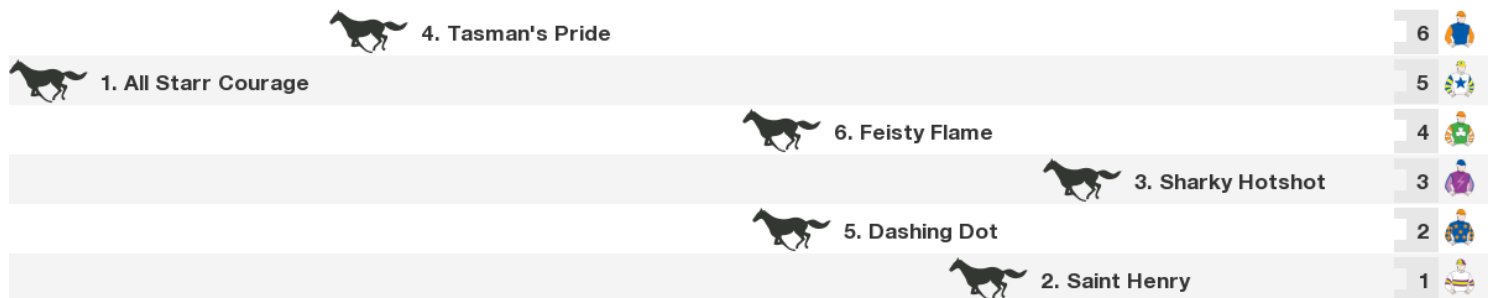 4. Tasman's Pride 6
1. All Starr Courage 5
6. Feisty Flame 4
3. Sharky Hotshot 3
5. Dashing Dot 2
2. Saint Henry 1